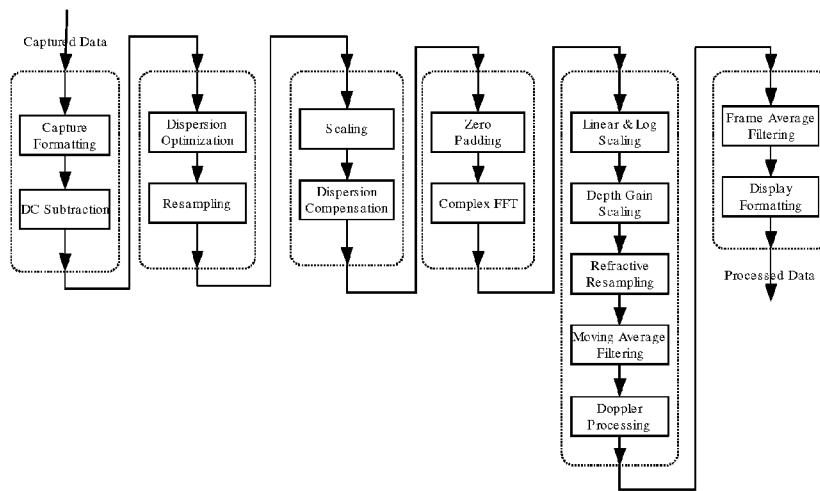 Captured Data
Capture
Formatting
DC Subtraction
Dispersion
Optimization
Resampling
Scaling
Dispersion
Compensation
Zero
Padding
Complex FFT
Linear & Log
Scaling
Depth Gain
Scaling
Refractive
Resampling
Moving Average
Filtering
Doppler
Processing
Frame Average
Filtering
Display
Formatting
Processed Data